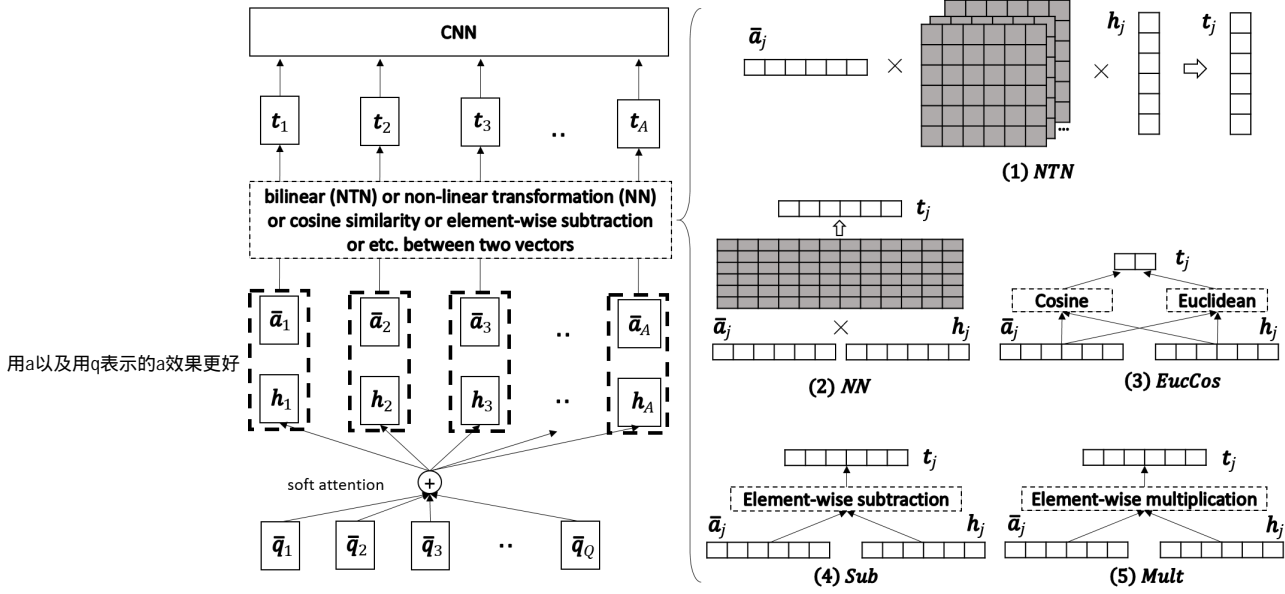 CNN
t1 t2 t3 .. tA
bilinear (NTN) or non-linear transformation (NN)
or cosine similarity or element-wise subtraction
or etc. between two vectors
ā1 ā2 ā3 .. āA
用a以及用q表示的a效果更好
h1 h2 h3 .. hA
soft attention
+
q̄1 q̄2 q̄3 .. q̄Q
āj × × hj tj
...
(1) NTN
tj
×
āj hj
(2) NN
tj
Cosine Euclidean
āj hj
(3) EucCos
tj
Element-wise subtraction
āj hj
(4) Sub
tj
Element-wise multiplication
āj hj
(5) Mult